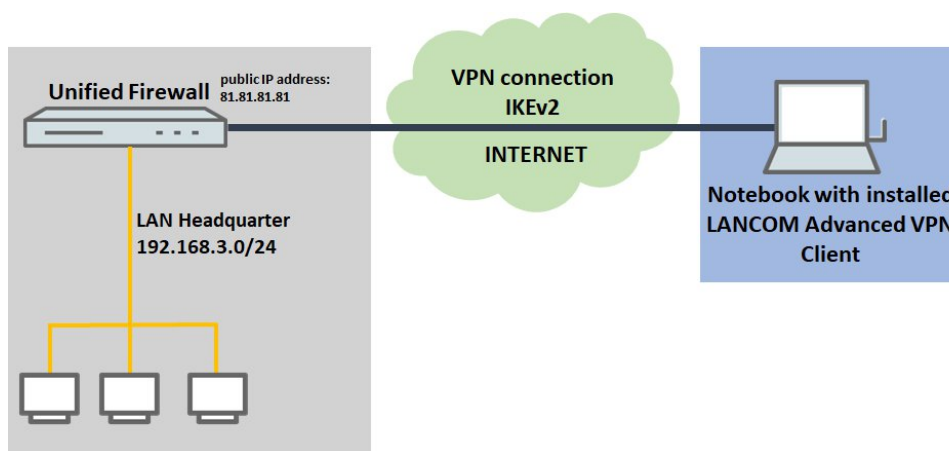 Unified Firewall
public IP address:
81.81.81.81
LAN Headquarter
192.168.3.0/24
VPN connection
IKEv2
INTERNET
Notebook with installed
LANCOM Advanced VPN
Client